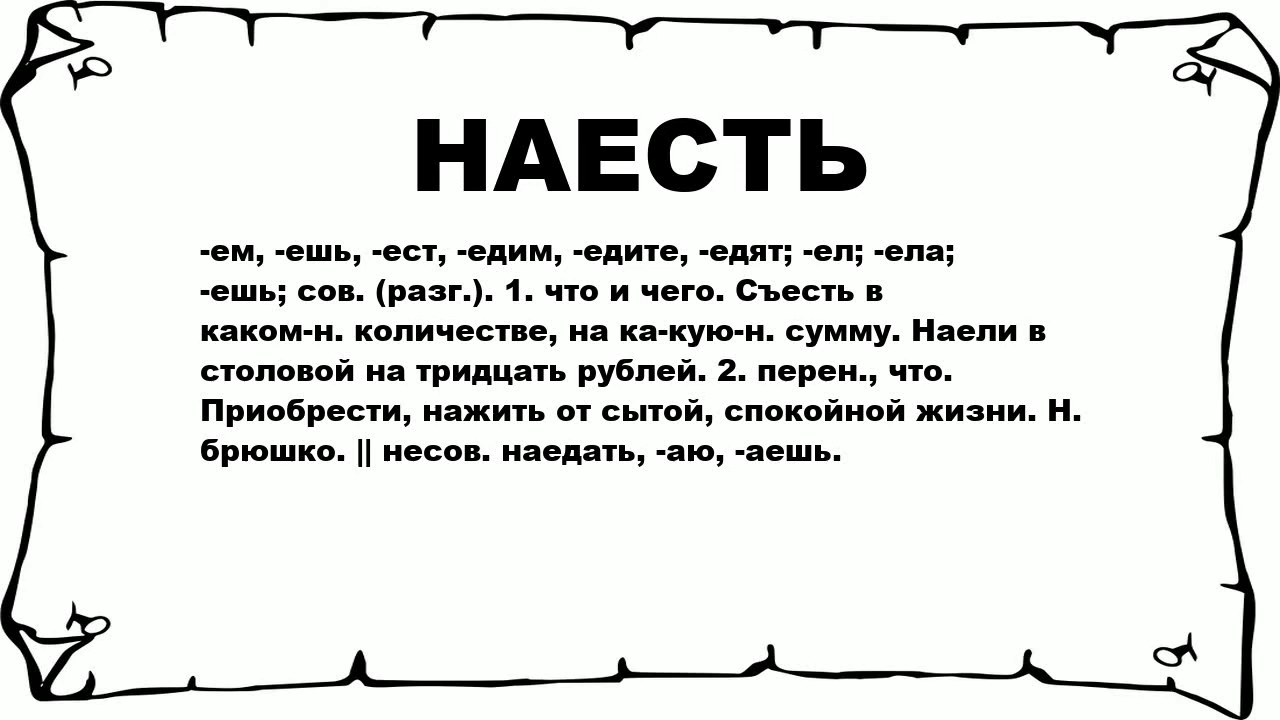 НАЕСТЬ
-ем, -ешь, -ест, -едим, -едите, -едят; -ел; -ела;
-ешь; сов. (разг.). 1. что и чего. Съесть в
каком-н. количестве, на ка-кую-н. сумму. Наели в
столовой на тридцать рублей. 2. перен., что.
Приобрести, нажить от сытой, спокойной жизни. Н.
брюшко. || несов. наедать, -аю, -аешь.